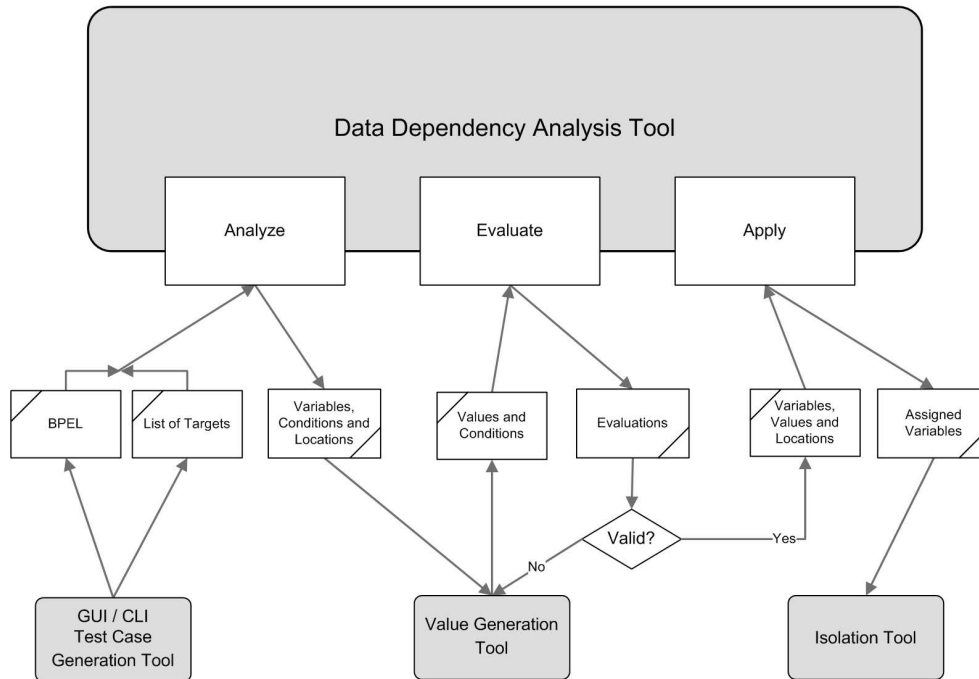 Data Dependency Analysis Tool
Analyze
Evaluate
Apply
BPEL
List of Targets
Variables,
Conditions and
Locations
Values and
Conditions
Evaluations
Variables,
Values and
Locations
Assigned
Variables
Valid?
No
Yes
GUI / CLI
Test Case
Generation Tool
Value Generation
Tool
Isolation Tool